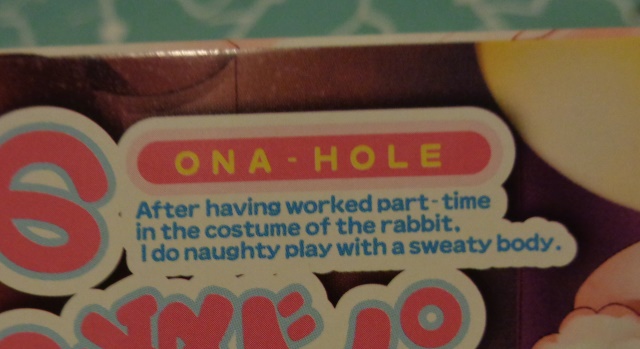 6
ONA-HOLE
After having worked part-time
in the costume of the rabbit.
I do naughty play with a sweaty body.